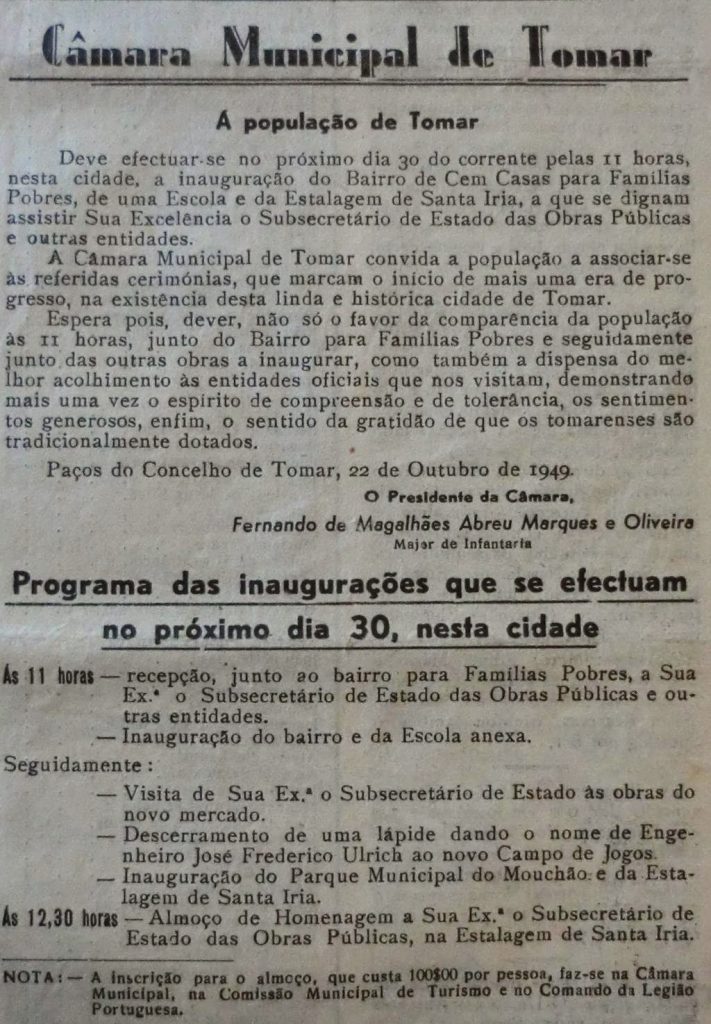 Câmara Municipal de Tomar
Á população de Tomar
Deve efectuar-se no próximo dia 30 do corrente pelas 11 horas,
nesta cidade, a inauguração do Bairro de Cem Casas para Famílias
Pobres, de uma Escola e da Estalagem de Santa Iria, a que se dignam
assistir Sua Excelência o Subsecretário de Estado das Obras Públicas
e outras entidades.
A Câmara Municipal de Tomar convida a população a associar-se
às referidas cerimónias, que marcam o início de mais uma era de pro-
gresso, na existência desta linda e histórica cidade de Tomar.
Espera pois, dever, não só o favor da comparência da população
às 11 horas, junto do Bairro para Famílias Pobres e seguidamente
junto das outras obras a inaugurar, como também a dispensa do me-
lhor acolhimento às entidades oficiais que nos visitam, demonstrando
mais uma vez o espírito de compreensão e de tolerância, os sentimen-
tos generosos, enfim, o sentido da gratidão de que os tomarenses são
tradicionalmente dotados.
Paços do Concelho de Tomar, 22 de Outubro de 1949.
O Presidente da Câmara,
Fernando de Magalhães Abreu Marques e Oliveira
Major de Infantaria
Programa das inaugurações que se efectuam
no próximo dia 30, nesta cidade
Ás 11 horas — recepção, junto ao bairro para Famílias Pobres, a Sua
Ex.ª o Subsecretário de Estado das Obras Públicas e ou-
tras entidades.
— Inauguração do bairro e da Escola anexa.
Seguidamente:
— Visita de Sua Ex.ª o Subsecretário de Estado às obras do
novo mercado.
— Descerramento de uma lápide dando o nome de Enge-
nheiro José Frederico Ulrich ao novo Campo de Jogos.
— Inauguração do Parque Municipal do Mouchão e da Esta-
lagem de Santa Iria.
Ás 12,30 horas — Almoço de Homenagem a Sua Ex.ª o Subsecretário de
Estado das Obras Públicas, na Estalagem de Santa Iria.
NOTA: — A inscrição para o almoço, que custa 100$00 por pessoa, faz-se na Câmara
Municipal, na Comissão Municipal de Turismo e no Comando da Legião
Portuguesa.